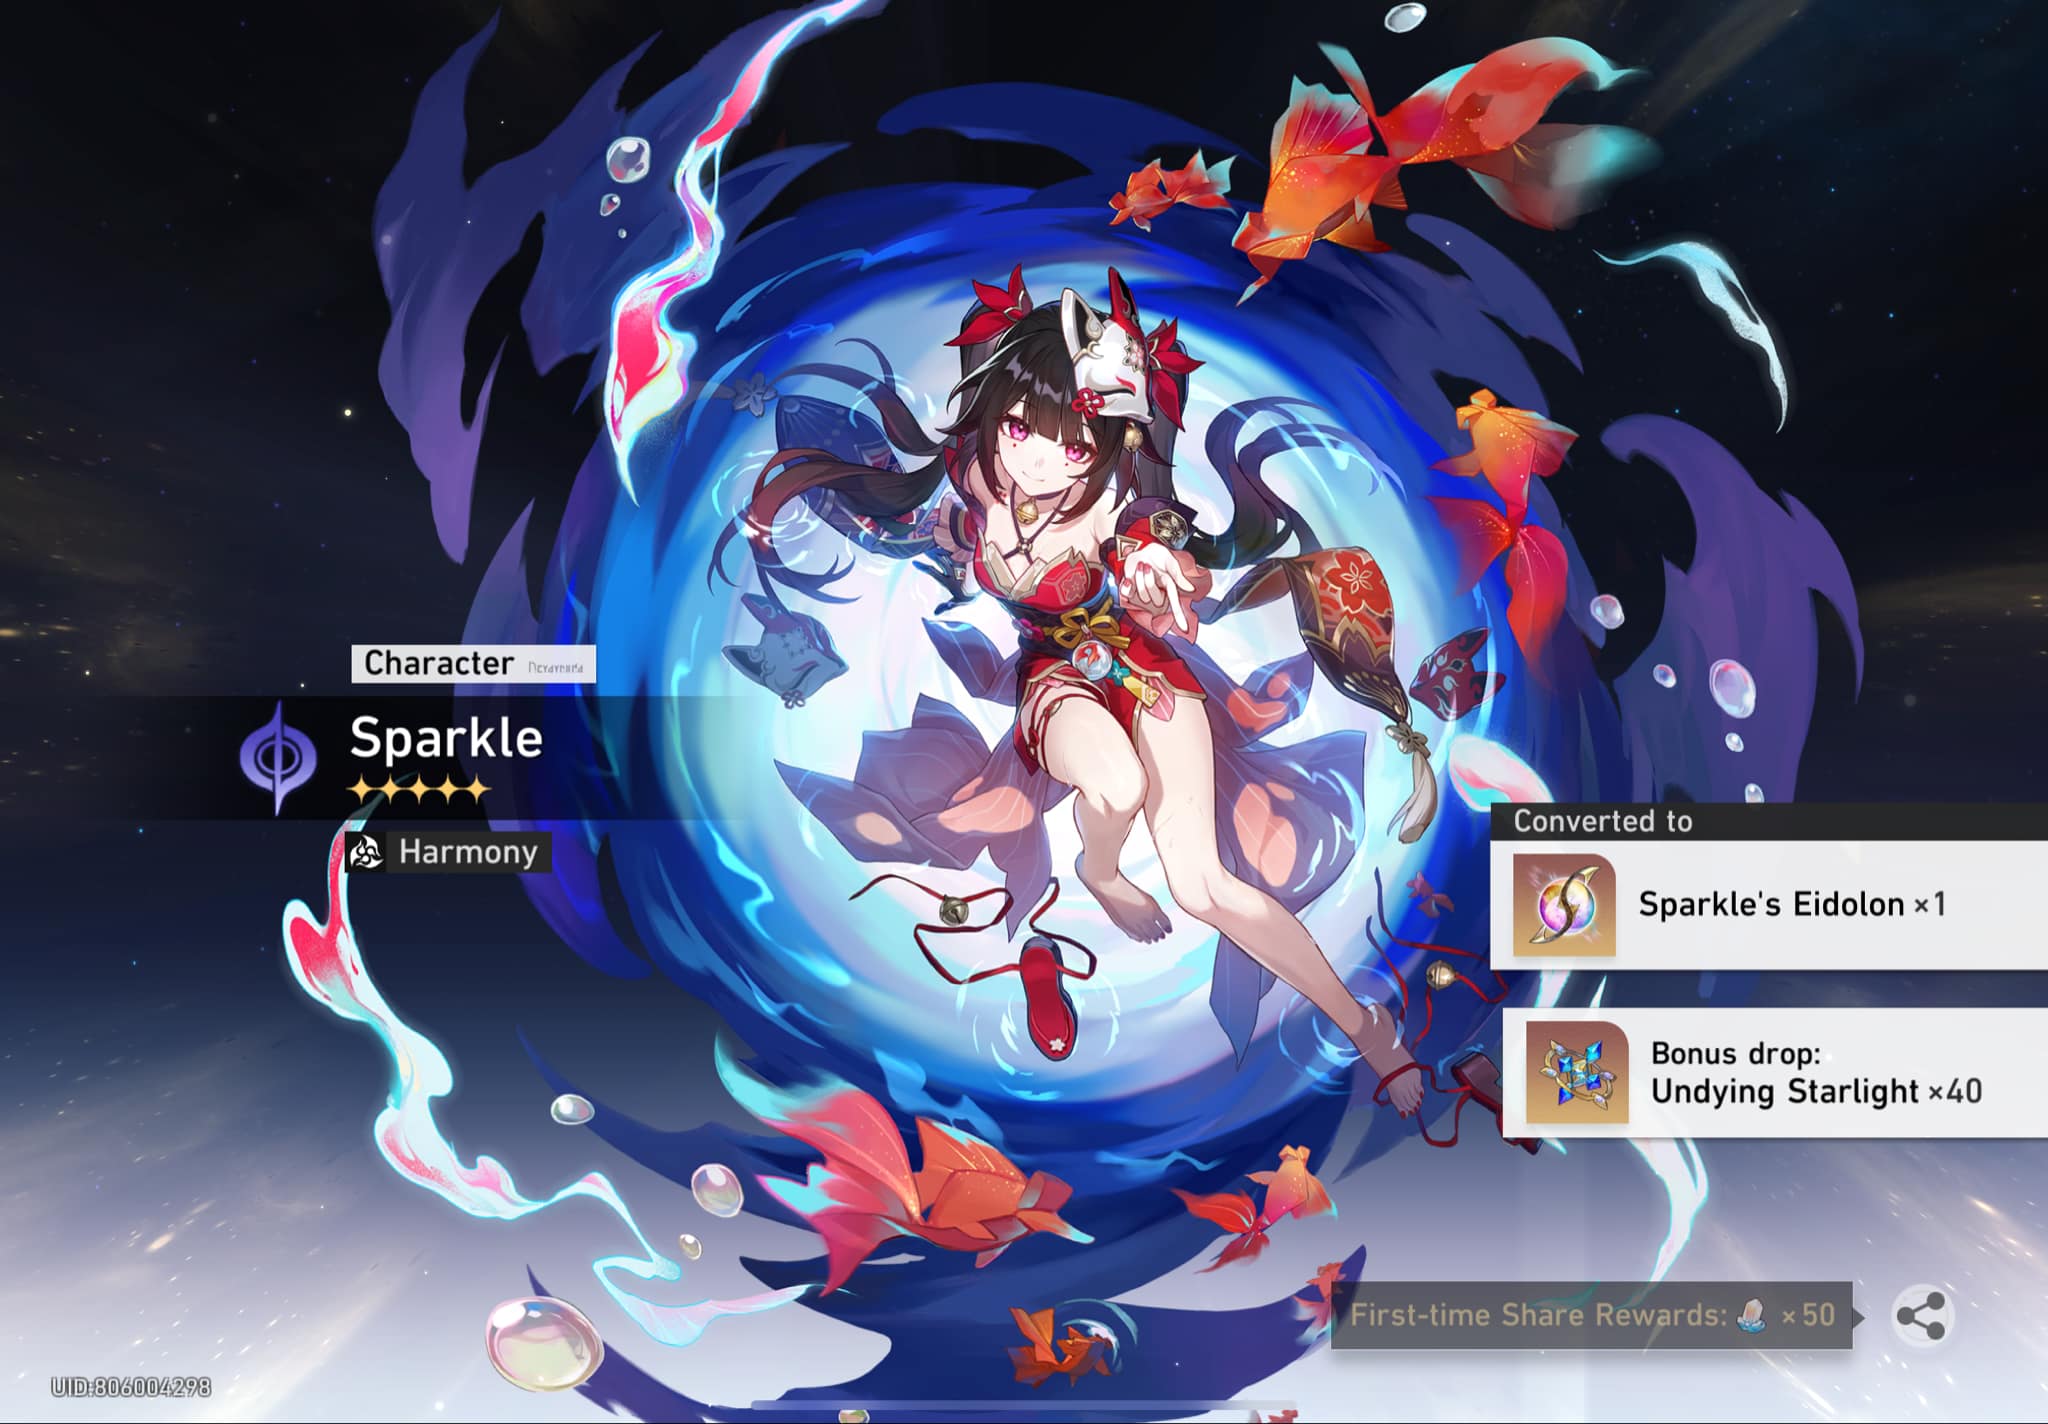 Character
Sparkle
Harmony
Converted to
Sparkle's Eidolon ×1
Bonus drop:
Undying Starlight ×40
First-time Share Rewards: ×50
UID:806004298